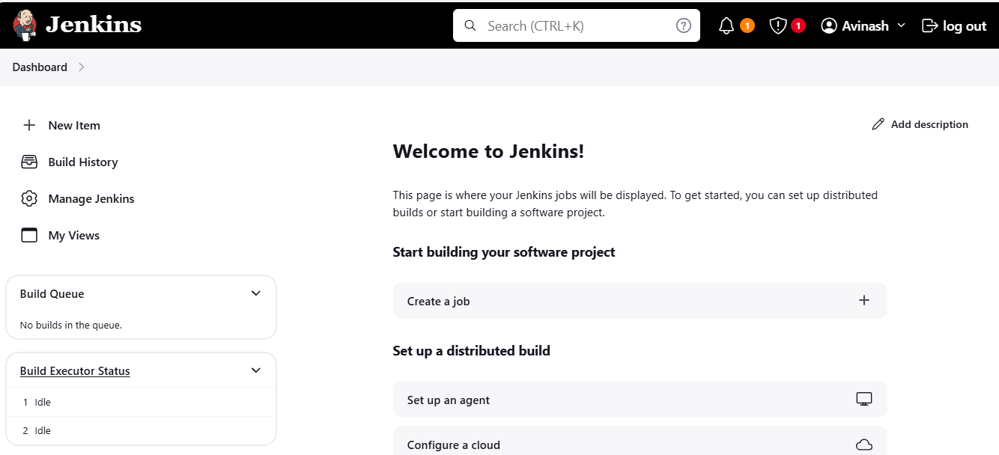 Jenkins
Search (CTRL+K)
?
1
1
Avinash
log out
Dashboard
New Item
Build History
Manage Jenkins
My Views
Build Queue
No builds in the queue.
Build Executor Status
1 Idle
2 Idle
Add description
Welcome to Jenkins!
This page is where your Jenkins jobs will be displayed. To get started, you can set up distributed
builds or start building a software project.
Start building your software project
Create a job
Set up a distributed build
Set up an agent
Configure a cloud